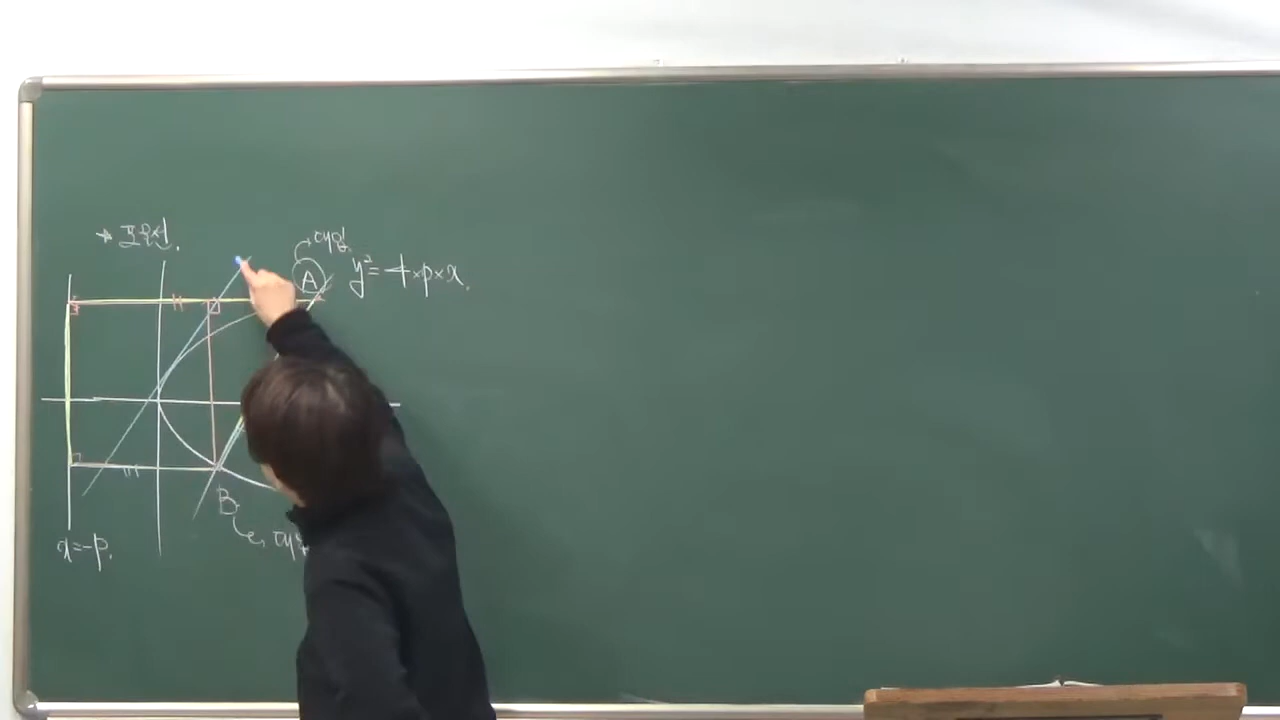 → 포물선.
A
y² = 4×p×x.
B
x=-p.